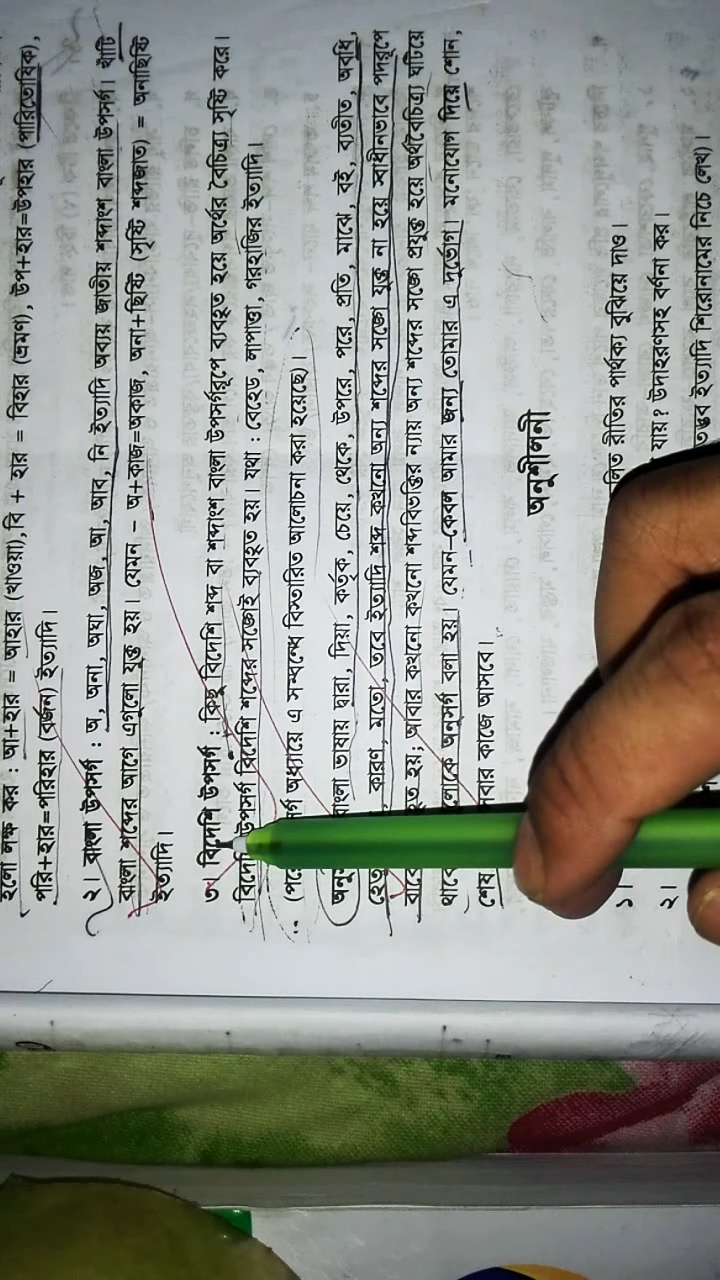 হলো লক্ষ কর : আ+হার = আহার (খাওয়া), বি + হার = বিহার (ভ্রমণ), উপ+হার=উপহার (পারিতোষিক),
পরি+হার=পরিহার (বর্জন) ইত্যাদি।
২। বাংলা উপসর্গ : অ, অনা, অঘা, অজ, আ, আব, নি ইত্যাদি অব্যয় জাতীয় শব্দাংশ বাংলা উপসর্গ। খাঁটি
বাংলা শব্দের আগে এগুলো যুক্ত হয়। যেমন – অ+কাজ=অকাজ, অনা+ছিষ্টি (সৃষ্টি শব্দজাত) = অনাছিষ্টি
ইত্যাদি।
৩। বিদেশি উপসর্গ : কিছু বিদেশি শব্দ বা শব্দাংশ বাংলা উপসর্গরূপে ব্যবহৃত হয়ে অর্থের বৈচিত্র্য সৃষ্টি করে।
বিদেশি উপসর্গ বিদেশি শব্দের সঙ্গেই ব্যবহৃত হয়। যথা : বেহেড, লাপাত্তা, গরহাজির ইত্যাদি।
অধ্যায়ে এ সম্বন্ধে বিস্তারিত আলোচনা করা হয়েছে)।
বাংলা ভাষায় দ্বারা, দিয়া, কর্তৃক, চেয়ে, থেকে, উপরে, পরে, প্রতি, মাঝে, বই, ব্যতীত, অবধি,
কারণ, মতো, তবে ইত্যাদি শব্দ কখনো অন্য শব্দের সঙ্গে যুক্ত না হয়ে স্বাধীনভাবে পদরূপে
হয়; আবার কখনো কখনো শব্দবিভক্তির ন্যায় অন্য শব্দের সঙ্গে প্রযুক্ত হয়ে অর্থবৈচিত্র্য ঘটিয়ে
অনুসর্গ বলা হয়। যেমন–কেবল আমার জন্য তোমার এ দুর্ভোগ। মনোযোগ দিয়ে শোন,
শেষ সবার কাজে আসবে।
অনুশীলনী
১। রীতির পার্থক্য বুঝিয়ে দাও।
২। যায়? উদাহরণসহ বর্ণনা কর।
তদ্ভব ইত্যাদি শিরোনামের নিচে লেখ)।